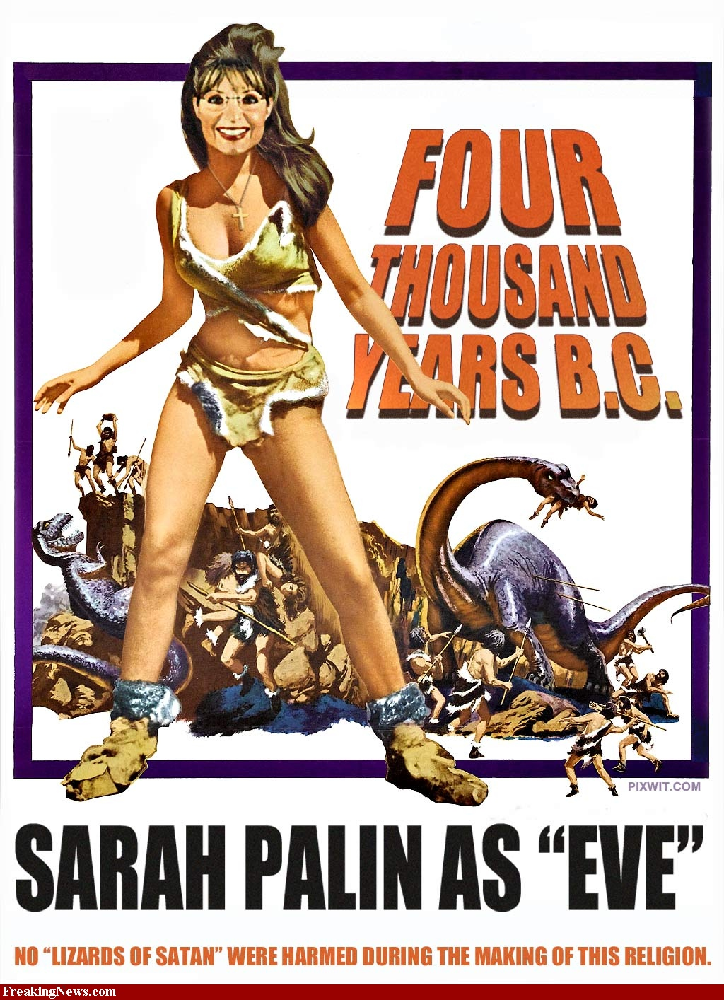 FOUR
THOUSAND
YEARS B.C.
PIXWIT.COM
SARAH PALIN AS “EVE”
NO “LIZARDS OF SATAN” WERE HARMED DURING THE MAKING OF THIS RELIGION.
FreakingNews.com